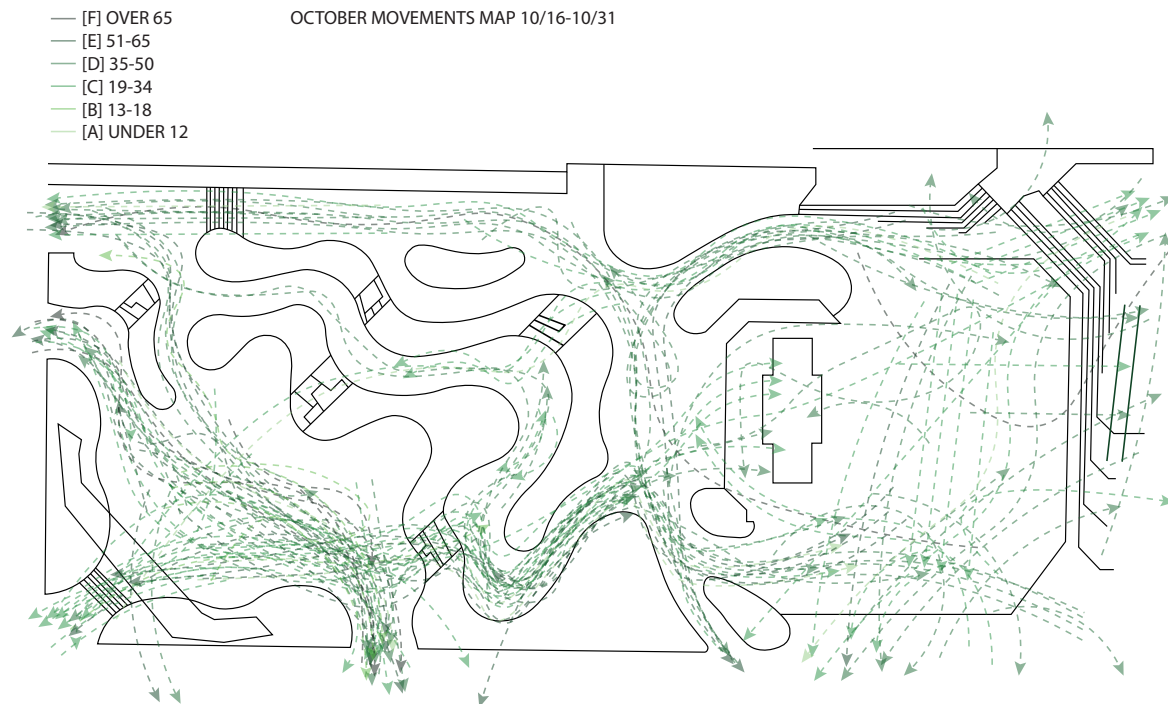 [F] OVER 65
OCTOBER MOVEMENTS MAP 10/16-10/31
[E] 51-65
[D] 35-50
[C] 19-34
[B] 13-18
[A] UNDER 12